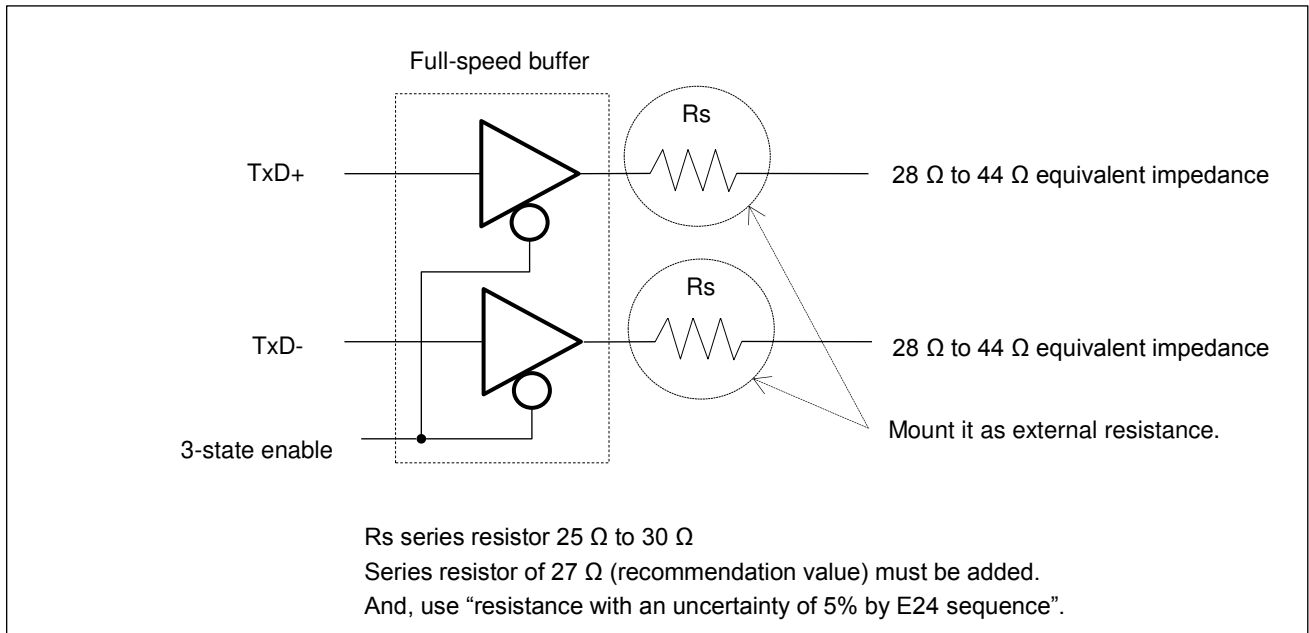 Full-speed buffer
Rs
TxD+
28 Ω to 44 Ω equivalent impedance
Rs
TxD-
28 Ω to 44 Ω equivalent impedance
Mount it as external resistance.
3-state enable
Rs series resistor 25 Ω to 30 Ω
Series resistor of 27 Ω (recommendation value) must be added.
And, use “resistance with an uncertainty of 5% by E24 sequence”.